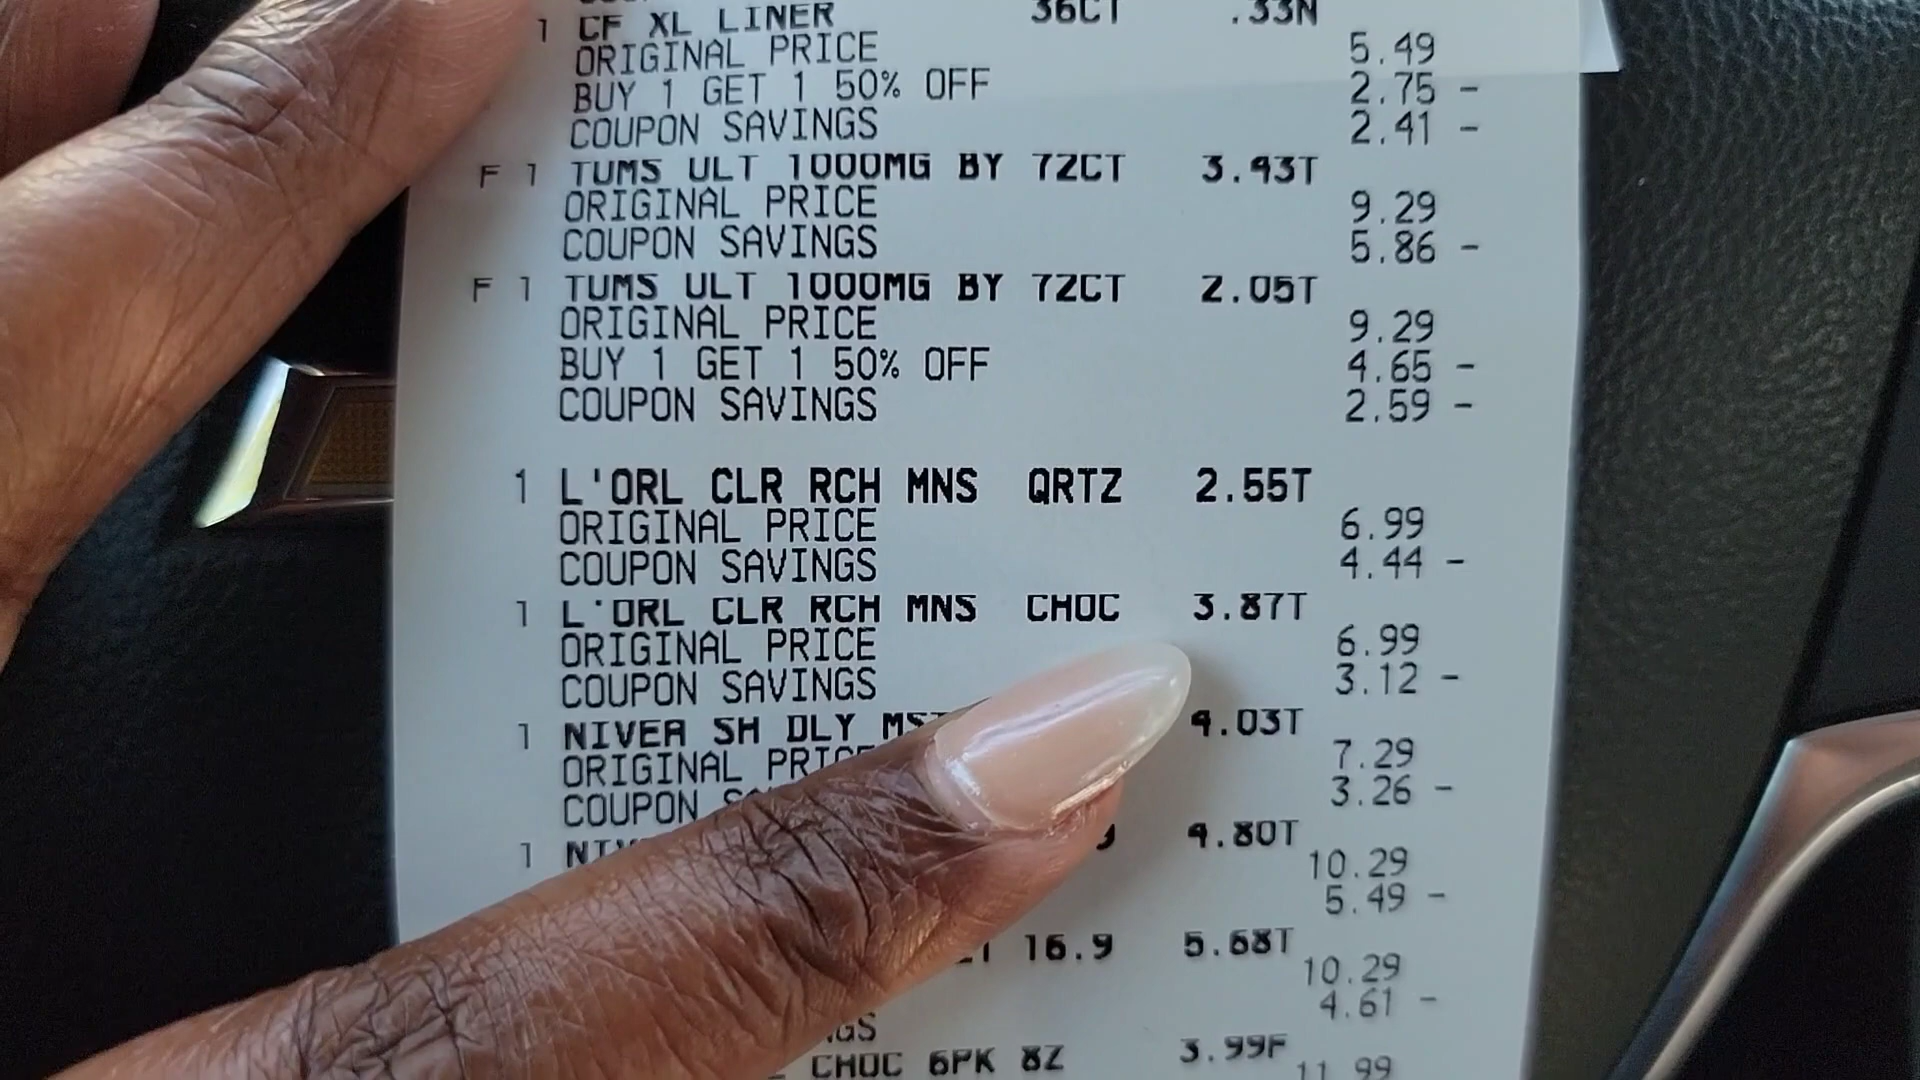 1 CF XL LINER 36CT .33N
ORIGINAL PRICE 5.49
BUY 1 GET 1 50% OFF 2.75 -
COUPON SAVINGS 2.41 -
F 1 TUMS ULT 1000MG BY 72CT 3.43T
ORIGINAL PRICE 9.29
COUPON SAVINGS 5.86 -
F 1 TUMS ULT 1000MG BY 72CT 2.05T
ORIGINAL PRICE 9.29
BUY 1 GET 1 50% OFF 4.65 -
COUPON SAVINGS 2.59 -
1 L'ORL CLR RCH MNS QRTZ 2.55T
ORIGINAL PRICE 6.99
COUPON SAVINGS 4.44 -
1 L'ORL CLR RCH MNS CHOC 3.87T
ORIGINAL PRICE 6.99
COUPON SAVINGS 3.12 -
1 NIVEA SH DLY 4.03T
ORIGINAL 7.29
COUPON 3.26 -
1 4.80T
10.29
5.49 -
16.9 5.68T
10.29
4.61 -
CHOC 6PK 8Z 3.99F
11.99